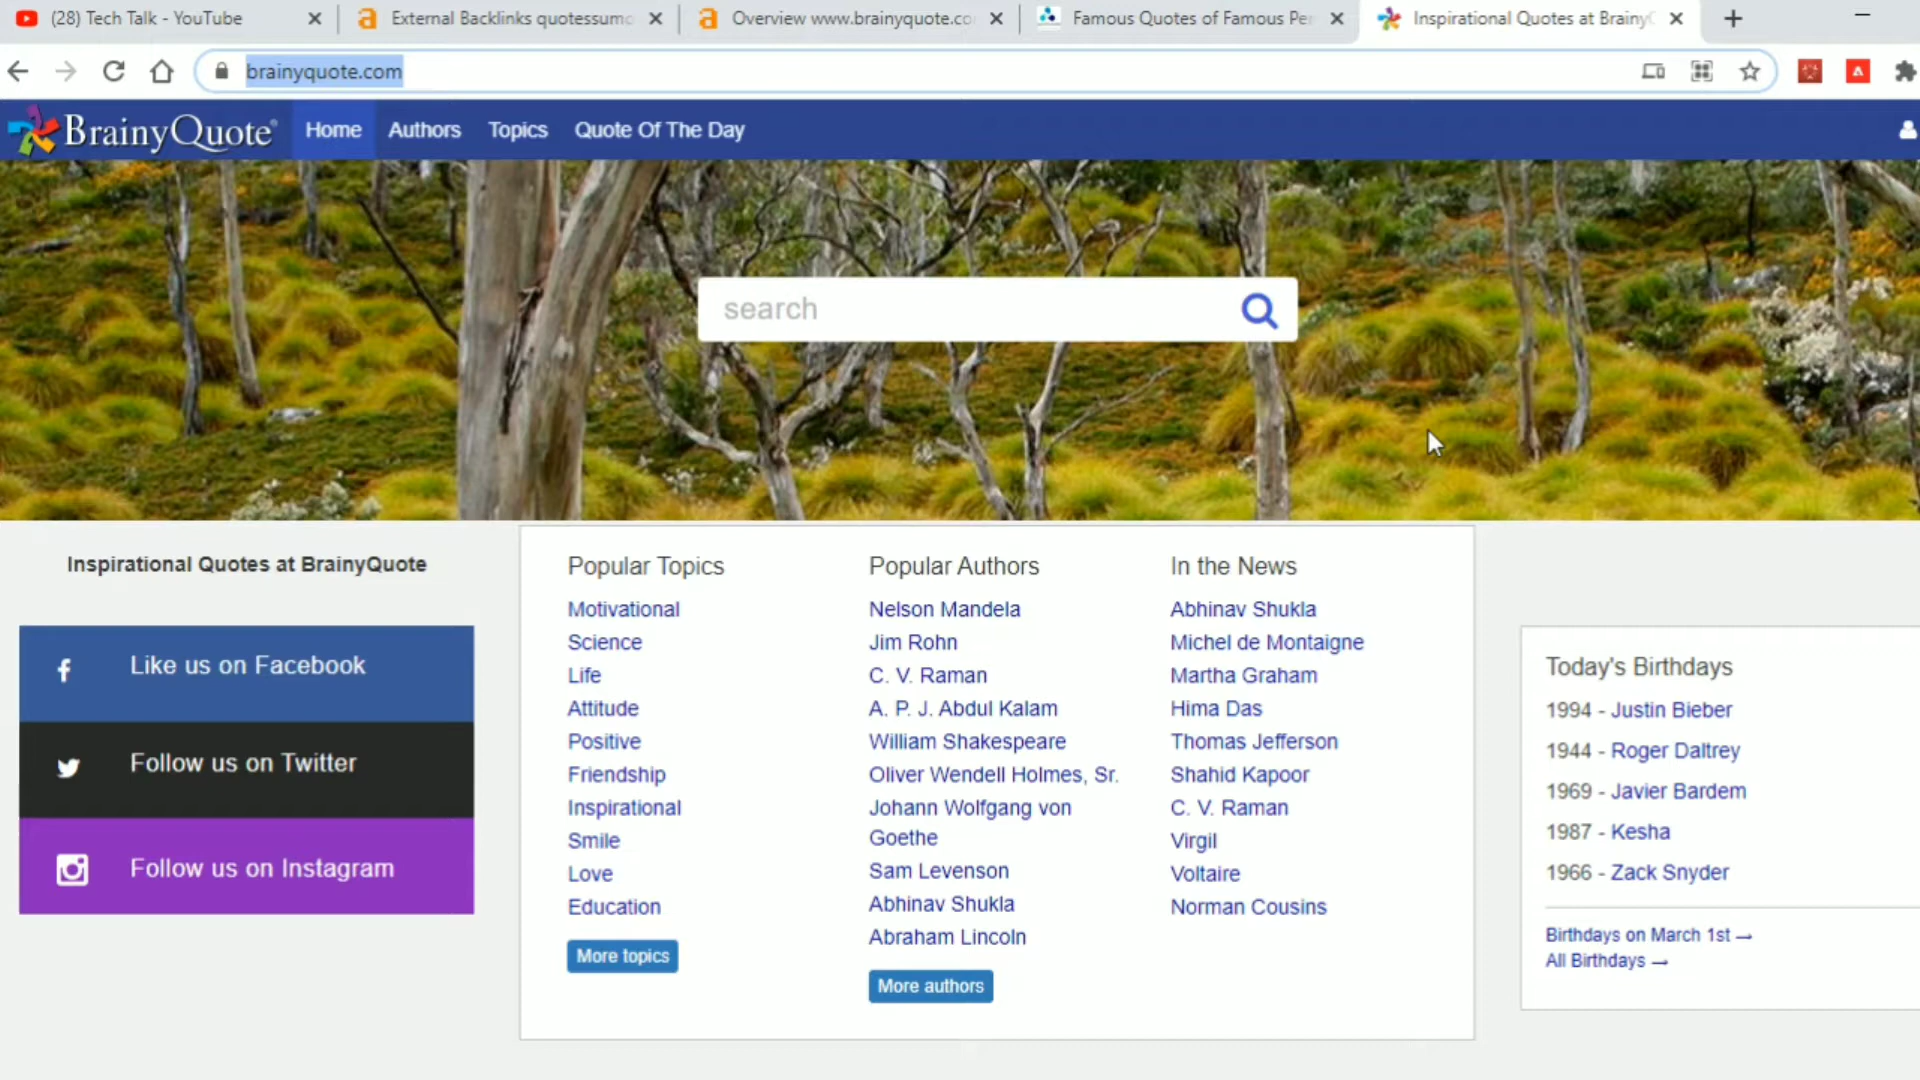 (28) Tech Talk - YouTube
External Backlinks quotessumo
Overview www.brainyquote.co
Famous Quotes of Famous Per
Inspirational Quotes at BrainyQ
brainyquote.com
BrainyQuote®
Home
Authors
Topics
Quote Of The Day
search
Inspirational Quotes at BrainyQuote
Like us on Facebook
Follow us on Twitter
Follow us on Instagram
Popular Topics
Motivational
Science
Life
Attitude
Positive
Friendship
Inspirational
Smile
Love
Education
More topics
Popular Authors
Nelson Mandela
Jim Rohn
C. V. Raman
A. P. J. Abdul Kalam
William Shakespeare
Oliver Wendell Holmes, Sr.
Johann Wolfgang von
Goethe
Sam Levenson
Abhinav Shukla
Abraham Lincoln
More authors
In the News
Abhinav Shukla
Michel de Montaigne
Martha Graham
Hima Das
Thomas Jefferson
Shahid Kapoor
C. V. Raman
Virgil
Voltaire
Norman Cousins
Today's Birthdays
1994 - Justin Bieber
1944 - Roger Daltrey
1969 - Javier Bardem
1987 - Kesha
1966 - Zack Snyder
Birthdays on March 1st →
All Birthdays →